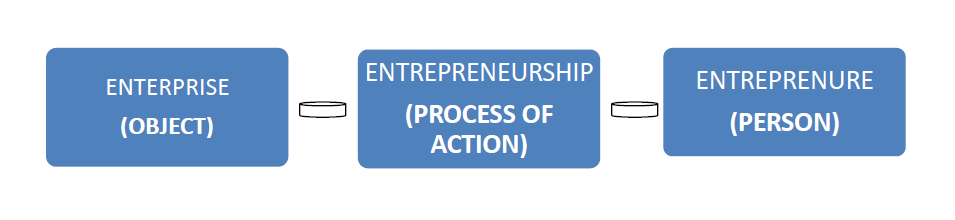 ENTERPRISE
(OBJECT)
ENTREPRENEURSHIP
(PROCESS OF
ACTION)
ENTREPRENURE
(PERSON)